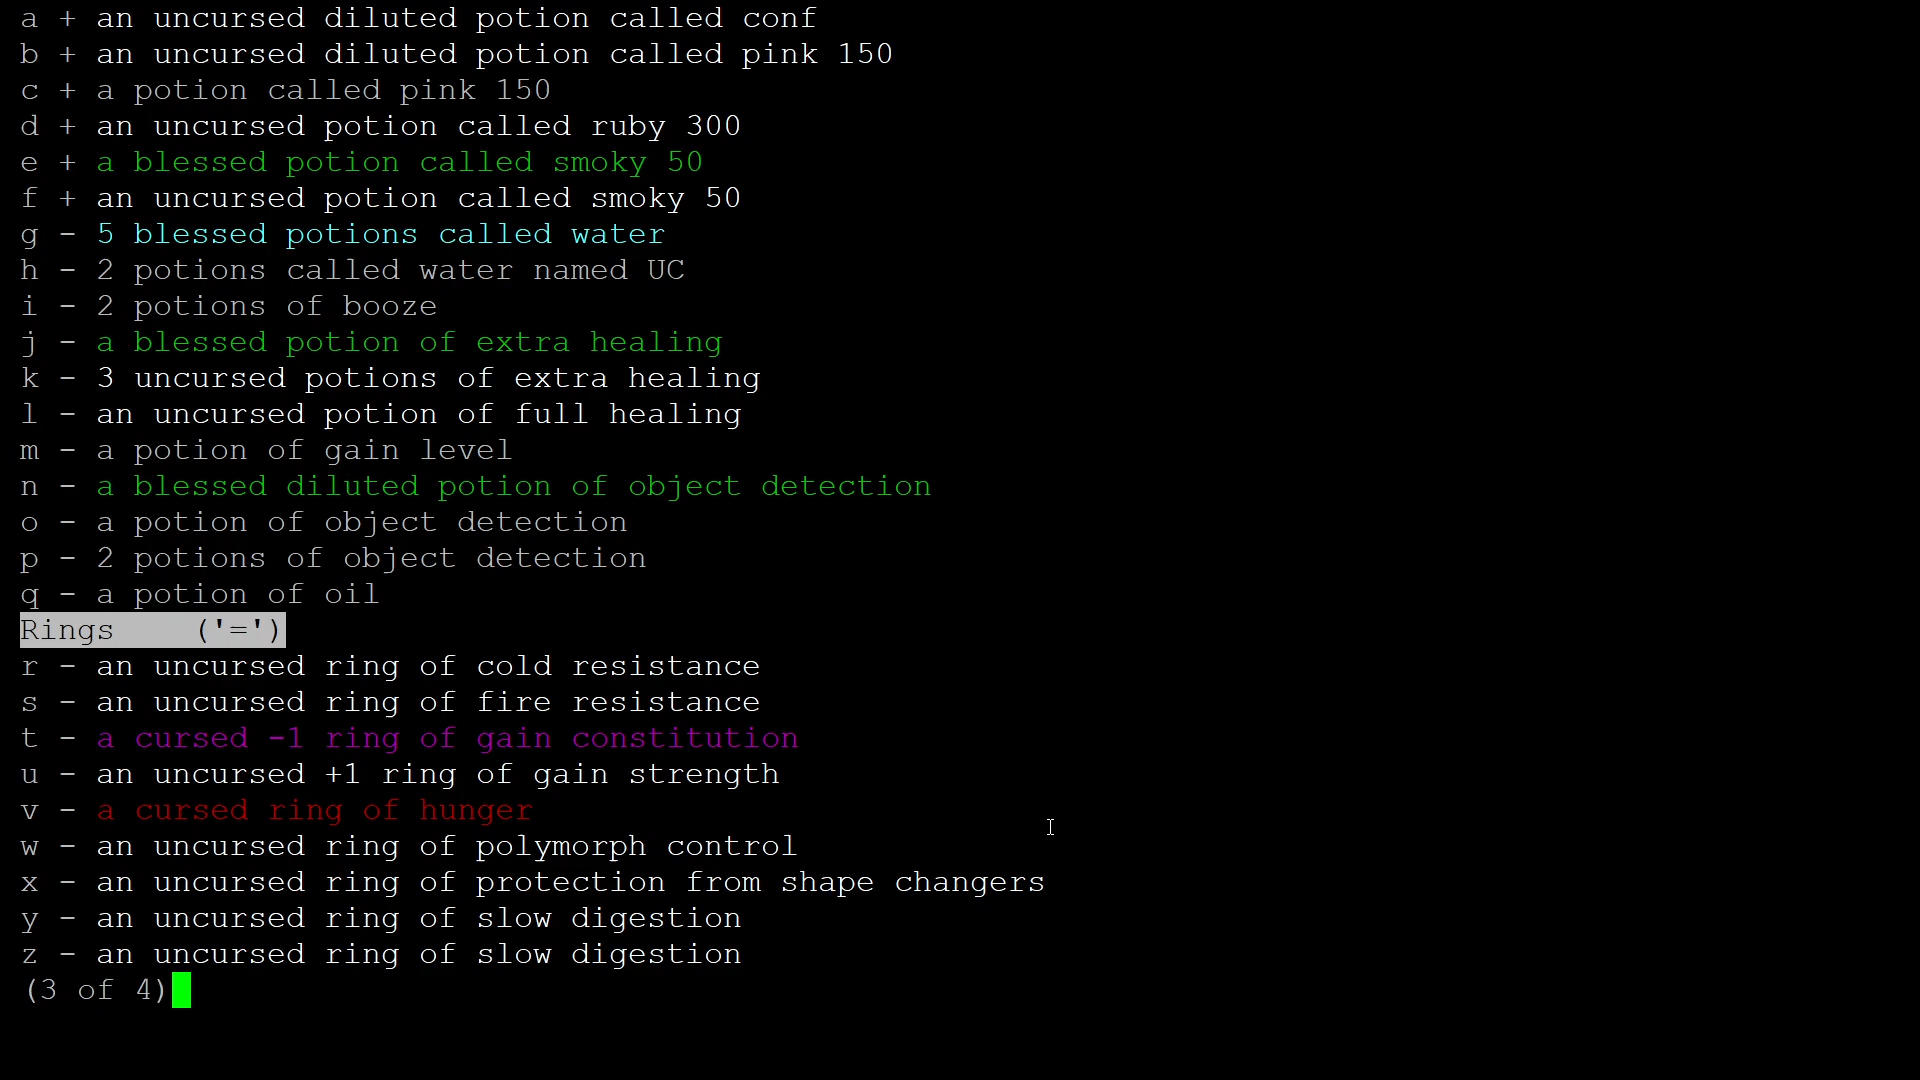 a + an uncursed diluted potion called conf
b + an uncursed diluted potion called pink 150
c + a potion called pink 150
d + an uncursed potion called ruby 300
e + a blessed potion called smoky 50
f + an uncursed potion called smoky 50
g - 5 blessed potions called water
h - 2 potions called water named UC
i - 2 potions of booze
j - a blessed potion of extra healing
k - 3 uncursed potions of extra healing
l - an uncursed potion of full healing
m - a potion of gain level
n - a blessed diluted potion of object detection
o - a potion of object detection
p - 2 potions of object detection
q - a potion of oil
Rings    ('=')
r - an uncursed ring of cold resistance
s - an uncursed ring of fire resistance
t - a cursed -1 ring of gain constitution
u - an uncursed +1 ring of gain strength
v - a cursed ring of hunger
w - an uncursed ring of polymorph control
x - an uncursed ring of protection from shape changers
y - an uncursed ring of slow digestion
z - an uncursed ring of slow digestion
(3 of 4)